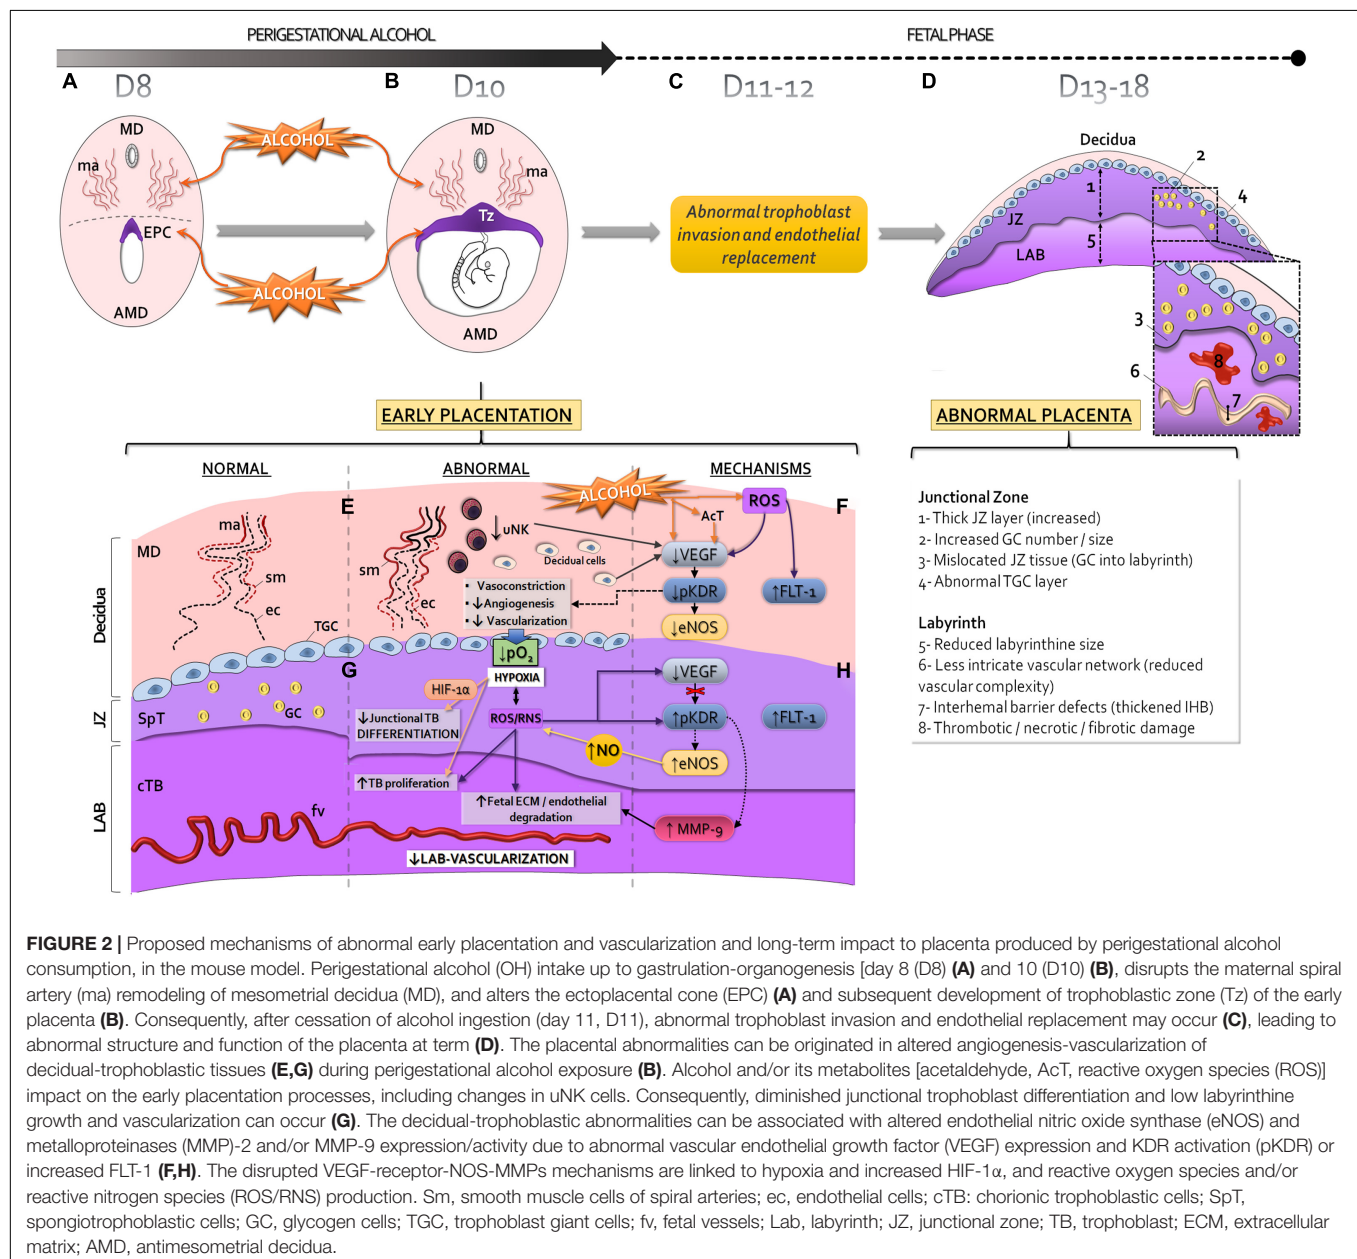 PERIGESTATIONAL ALCOHOL
FETAL PHASE
A
D8
B
D10
C
D11-12
D
D13-18
MD
ma
EPC
AMD
ALCOHOL
ALCOHOL
MD
ma
Tz
AMD
Abnormal trophoblast
invasion and endothelial
replacement
Decidua
1
2
4
JZ
5
LAB
3
8
6
7
EARLY PLACENTATION
ABNORMAL PLACENTA
NORMAL
ABNORMAL
MECHANISMS
Decidua
JZ
LAB
MD
ma
sm
ec
TGC
GC
SpT
cTB
fv
E
sm
ec
↓uNK
Decidual cells
▪ Vasoconstriction
▪ ↓Angiogenesis
▪ ↓ Vascularization
ALCOHOL
AcT
ROS
F
↓VEGF
↓pKDR
↑FLT-1
↓eNOS
G
↓pO₂
HYPOXIA
HIF-1α
↓Junctional TB
DIFFERENTIATION
ROS/RNS
↑TB proliferation
↑Fetal ECM / endothelial
degradation
↓LAB-VASCULARIZATION
H
↓VEGF
↑pKDR
↑FLT-1
↑NO
↑eNOS
↑ MMP-9
Junctional Zone
1- Thick JZ layer (increased)
2- Increased GC number / size
3- Mislocated JZ tissue (GC into labyrinth)
4- Abnormal TGC layer
Labyrinth
5- Reduced labyrinthine size
6- Less intricate vascular network (reduced
vascular complexity)
7- Interhemal barrier defects (thickened IHB)
8- Thrombotic / necrotic / fibrotic damage
FIGURE 2 | Proposed mechanisms of abnormal early placentation and vascularization and long-term impact to placenta produced by perigestational alcohol
consumption, in the mouse model. Perigestational alcohol (OH) intake up to gastrulation-organogenesis [day 8 (D8) (A) and 10 (D10) (B), disrupts the maternal spiral
artery (ma) remodeling of mesometrial decidua (MD), and alters the ectoplacental cone (EPC) (A) and subsequent development of trophoblastic zone (Tz) of the early
placenta (B). Consequently, after cessation of alcohol ingestion (day 11, D11), abnormal trophoblast invasion and endothelial replacement may occur (C), leading to
abnormal structure and function of the placenta at term (D). The placental abnormalities can be originated in altered angiogenesis-vascularization of
decidual-trophoblastic tissues (E,G) during perigestational alcohol exposure (B). Alcohol and/or its metabolites [acetaldehyde, AcT, reactive oxygen species (ROS)]
impact on the early placentation processes, including changes in uNK cells. Consequently, diminished junctional trophoblast differentiation and low labyrinthine
growth and vascularization can occur (G). The decidual-trophoblastic abnormalities can be associated with altered endothelial nitric oxide synthase (eNOS) and
metalloproteinases (MMP)-2 and/or MMP-9 expression/activity due to abnormal vascular endothelial growth factor (VEGF) expression and KDR activation (pKDR) or
increased FLT-1 (F,H). The disrupted VEGF-receptor-NOS-MMPs mechanisms are linked to hypoxia and increased HIF-1α, and reactive oxygen species and/or
reactive nitrogen species (ROS/RNS) production. Sm, smooth muscle cells of spiral arteries; ec, endothelial cells; cTB: chorionic trophoblastic cells; SpT,
spongiotrophoblastic cells; GC, glycogen cells; TGC, trophoblast giant cells; fv, fetal vessels; Lab, labyrinth; JZ, junctional zone; TB, trophoblast; ECM, extracellular
matrix; AMD, antimesometrial decidua.